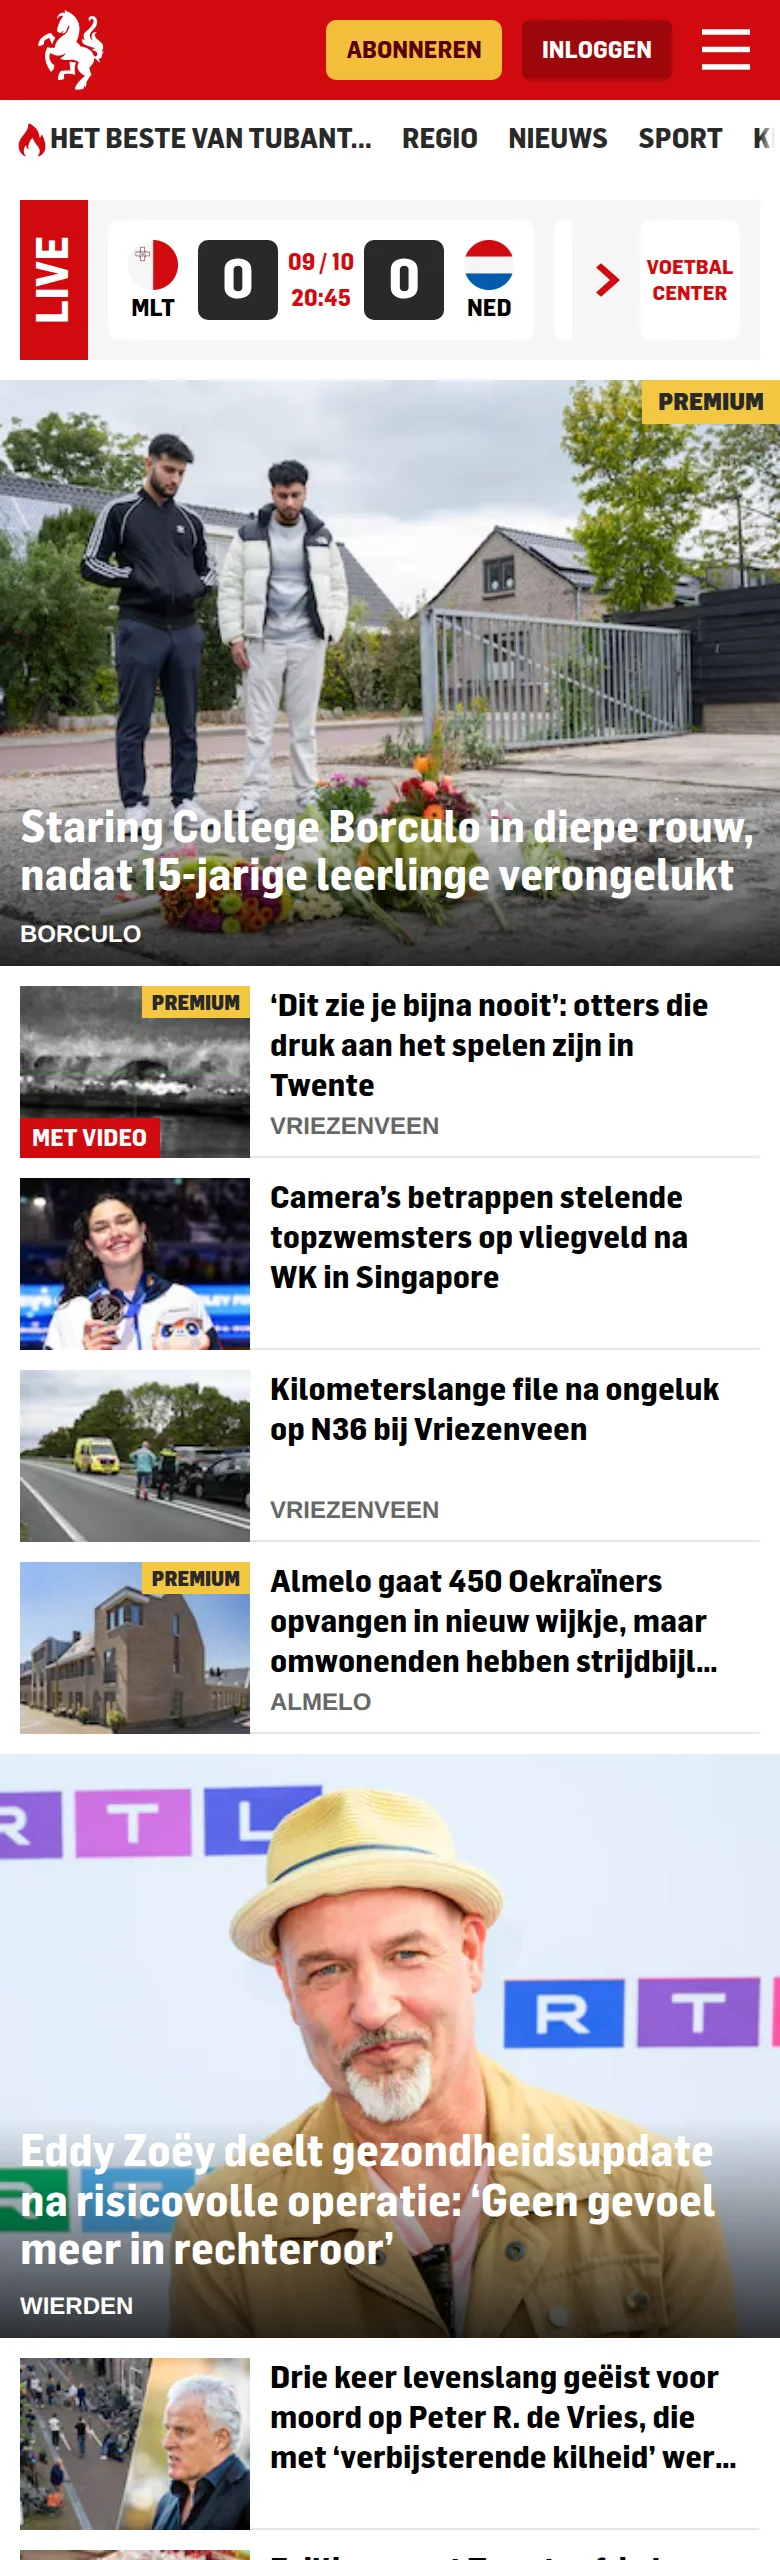 ABONNEREN
INLOGGEN
HET BESTE VAN TUBANT...
REGIO
NIEUWS
SPORT
LIVE
MLT
0
09 / 10
20:45
0
NED
VOETBAL
CENTER
PREMIUM
Staring College Borculo in diepe rouw,
nadat 15-jarige leerlinge verongelukt
BORCULO
PREMIUM
MET VIDEO
‘Dit zie je bijna nooit’: otters die
druk aan het spelen zijn in
Twente
VRIEZENVEEN
Camera’s betrappen stelende
topzwemsters op vliegveld na
WK in Singapore
Kilometerslange file na ongeluk
op N36 bij Vriezenveen
VRIEZENVEEN
PREMIUM
Almelo gaat 450 Oekraïners
opvangen in nieuw wijkje, maar
omwonenden hebben strijdbijl...
ALMELO
RTL
RT
Eddy Zoëy deelt gezondheidsupdate
na risicovolle operatie: ‘Geen gevoel
meer in rechteroor’
WIERDEN
Drie keer levenslang geëist voor
moord op Peter R. de Vries, die
met ‘verbijsterende kilheid’ wer...